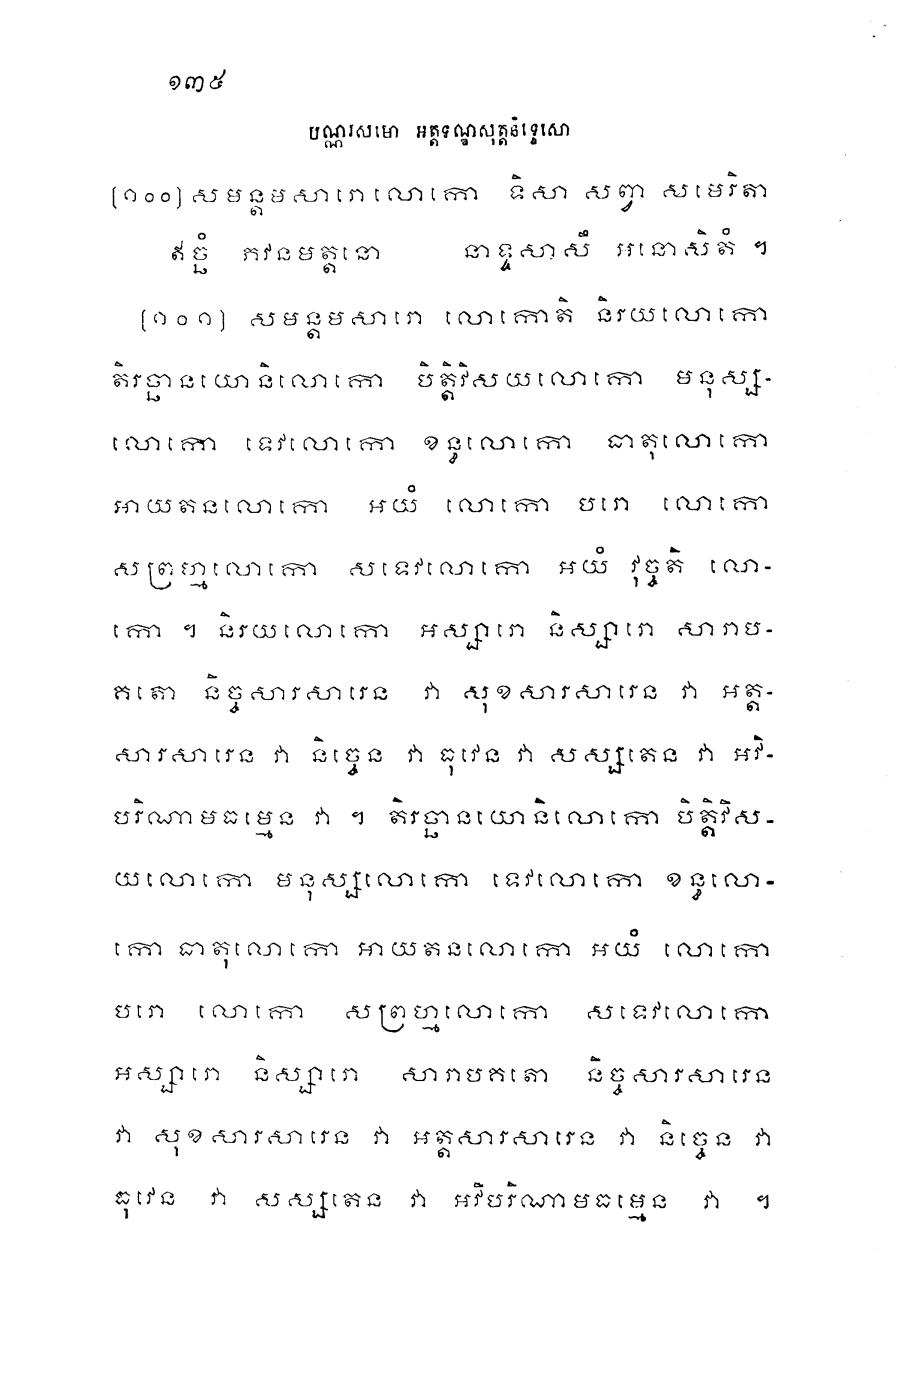 ១៣៥
បណ្ណរសមោ អត្តទណ្ឌសុត្តនិទ្ទេសោ
(១០០) សមន្តមសារោ លោកោ ទិសា សព្វា សមេរិតា
ឥច្ឆំ ភវនមត្តនោ នាទ្ទសាសឹ អនោសិតំ ។
(១០១) សមន្តមសារោ លោកោតិ និរយលោកោ
តិរច្ឆានយោនិលោកោ បិត្តិវិសយលោកោ មនុស្ស-
លោកោ ទេវលោកោ ខន្ធលោកោ ធាតុលោកោ
អាយតនលោកោ អយំ លោកោ បរោ លោកោ
សព្រហ្មលោកោ សទេវលោកោ អយំ វុច្ចតិ លោ-
កោ ។ និរយលោកោ អស្សារោ និស្សារោ សារាប-
គតោ និច្ចសារសារេន វា សុខសារសារេន វា អត្ត-
សារសារេន វា និច្ចេន វា ធុវេន វា សស្សតេន វា អវិ-
បរិណាមធម្មេន វា ។ តិរច្ឆានយោនិលោកោ បិត្តិវិស-
យលោកោ មនុស្សលោកោ ទេវលោកោ ខន្ធលោ-
កោ ធាតុលោកោ អាយតនលោកោ អយំ លោកោ
បរោ លោកោ សព្រហ្មលោកោ សទេវលោកោ
អស្សារោ និស្សារោ សារាបគតោ និច្ចសារសារេន
វា សុខសារសារេន វា អត្តសារសារេន វា និច្ចេន វា
ធុវេន វា សស្សតេន វា អវិបរិណាមធម្មេន វា ។